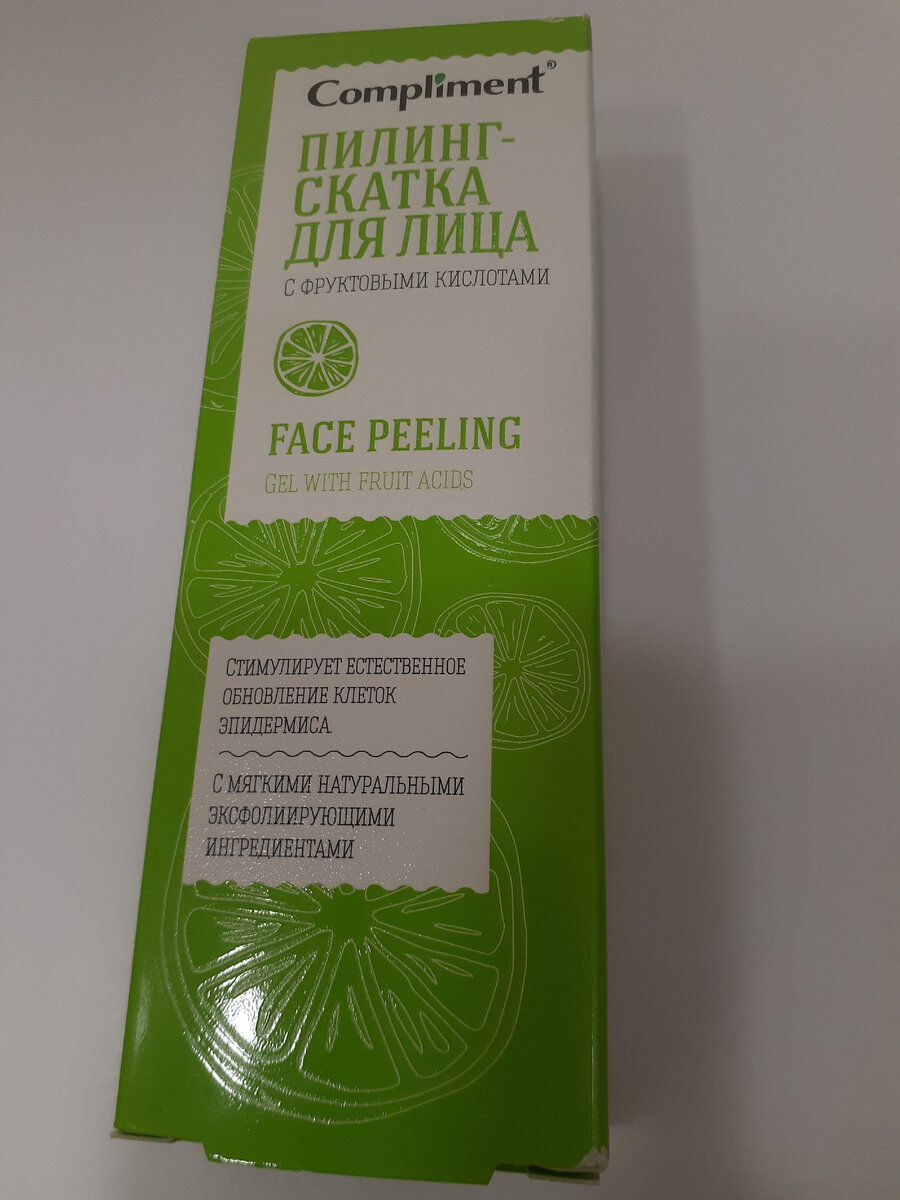 Compliment®
ПИЛИНГ-
СКАТКА
ДЛЯ ЛИЦА
С ФРУКТОВЫМИ КИСЛОТАМИ
FACE PEELING
GEL WITH FRUIT ACIDS
СТИМУЛИРУЕТ ЕСТЕСТВЕННОЕ
ОБНОВЛЕНИЕ КЛЕТОК
ЭПИДЕРМИСА.
С МЯГКИМИ НАТУРАЛЬНЫМИ
ЭКСФОЛИИРУЮЩИМИ
ИНГРЕДИЕНТАМИ